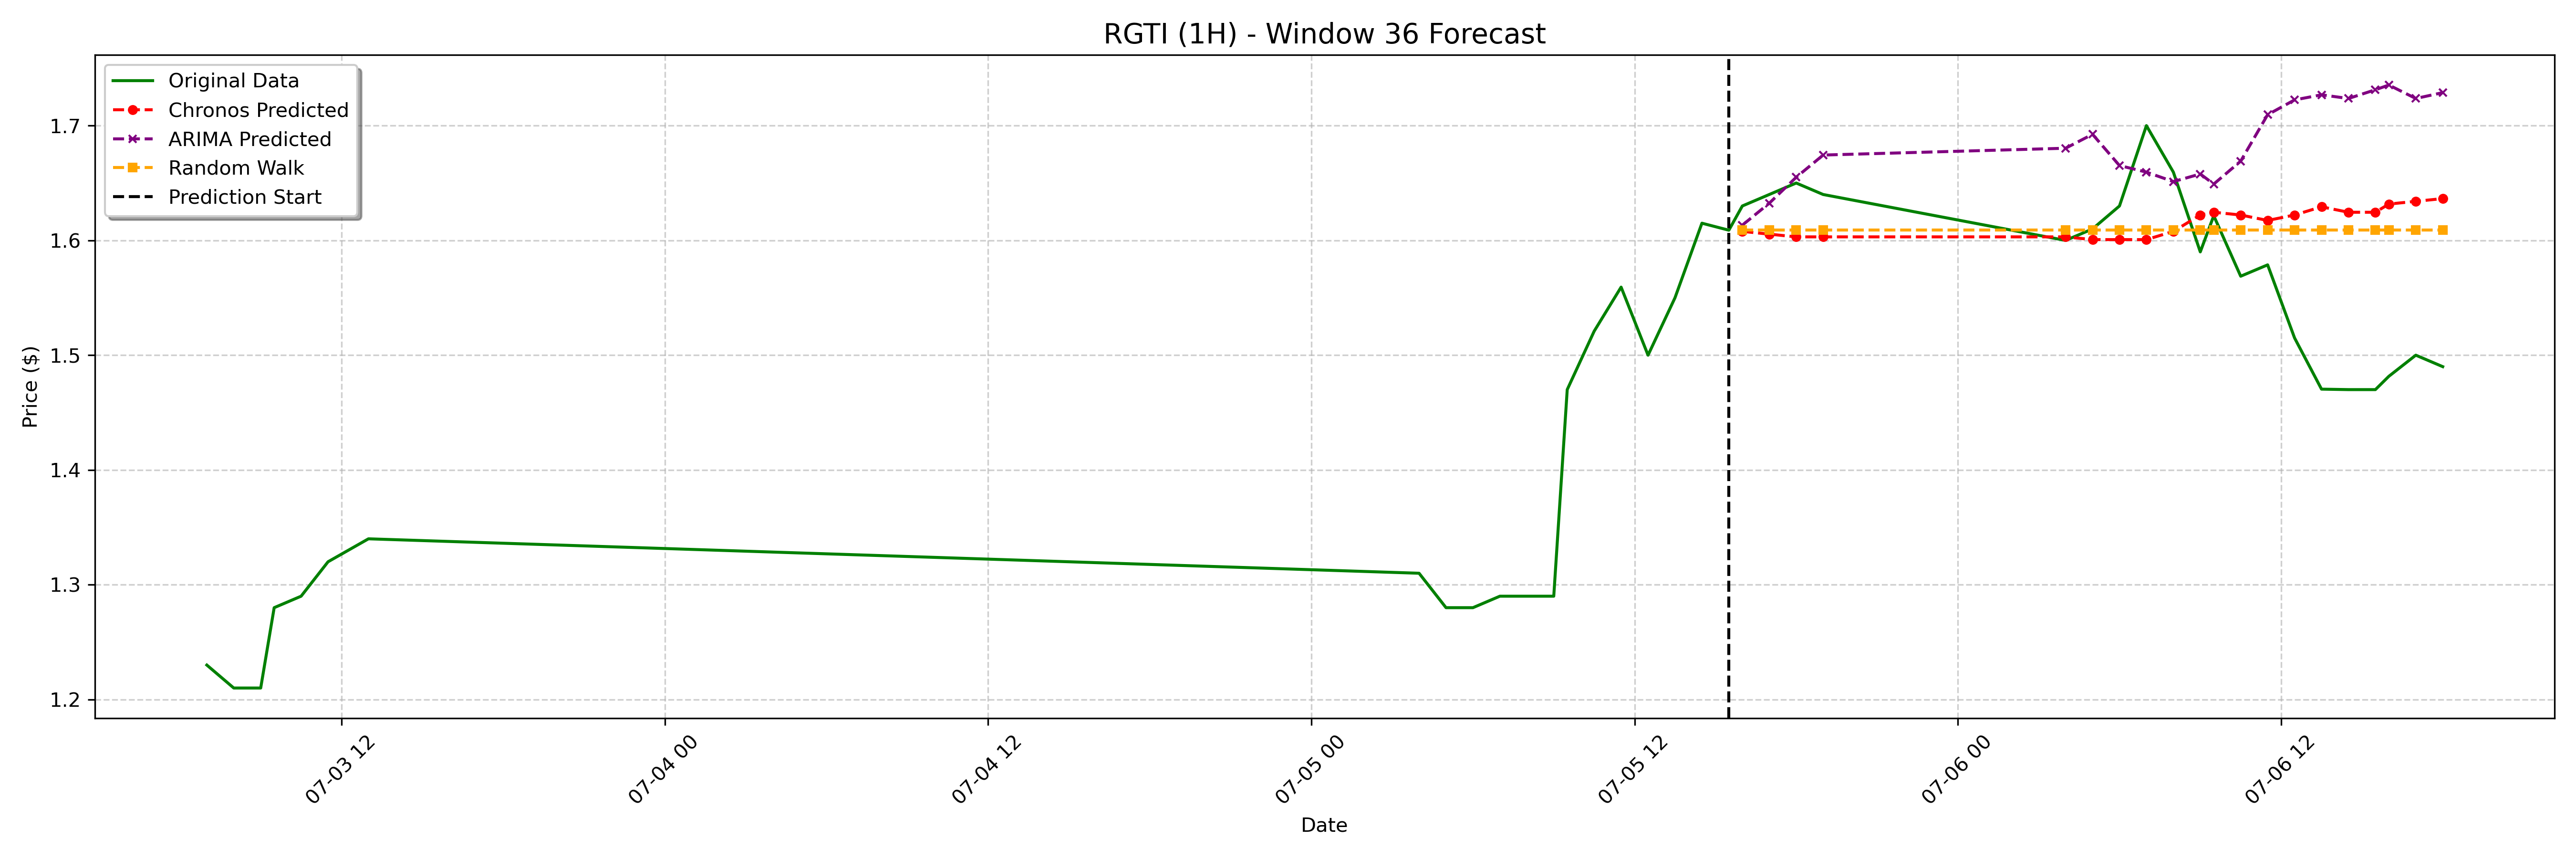 RGTI (1H) - Window 36 Forecast
Original Data
Chronos Predicted
ARIMA Predicted
Random Walk
Prediction Start
Price ($)
1.7
1.6
1.5
1.4
1.3
1.2
07-03 12
07-04 00
07-04 12
07-05 00
07-05 12
07-06 00
07-06 12
Date